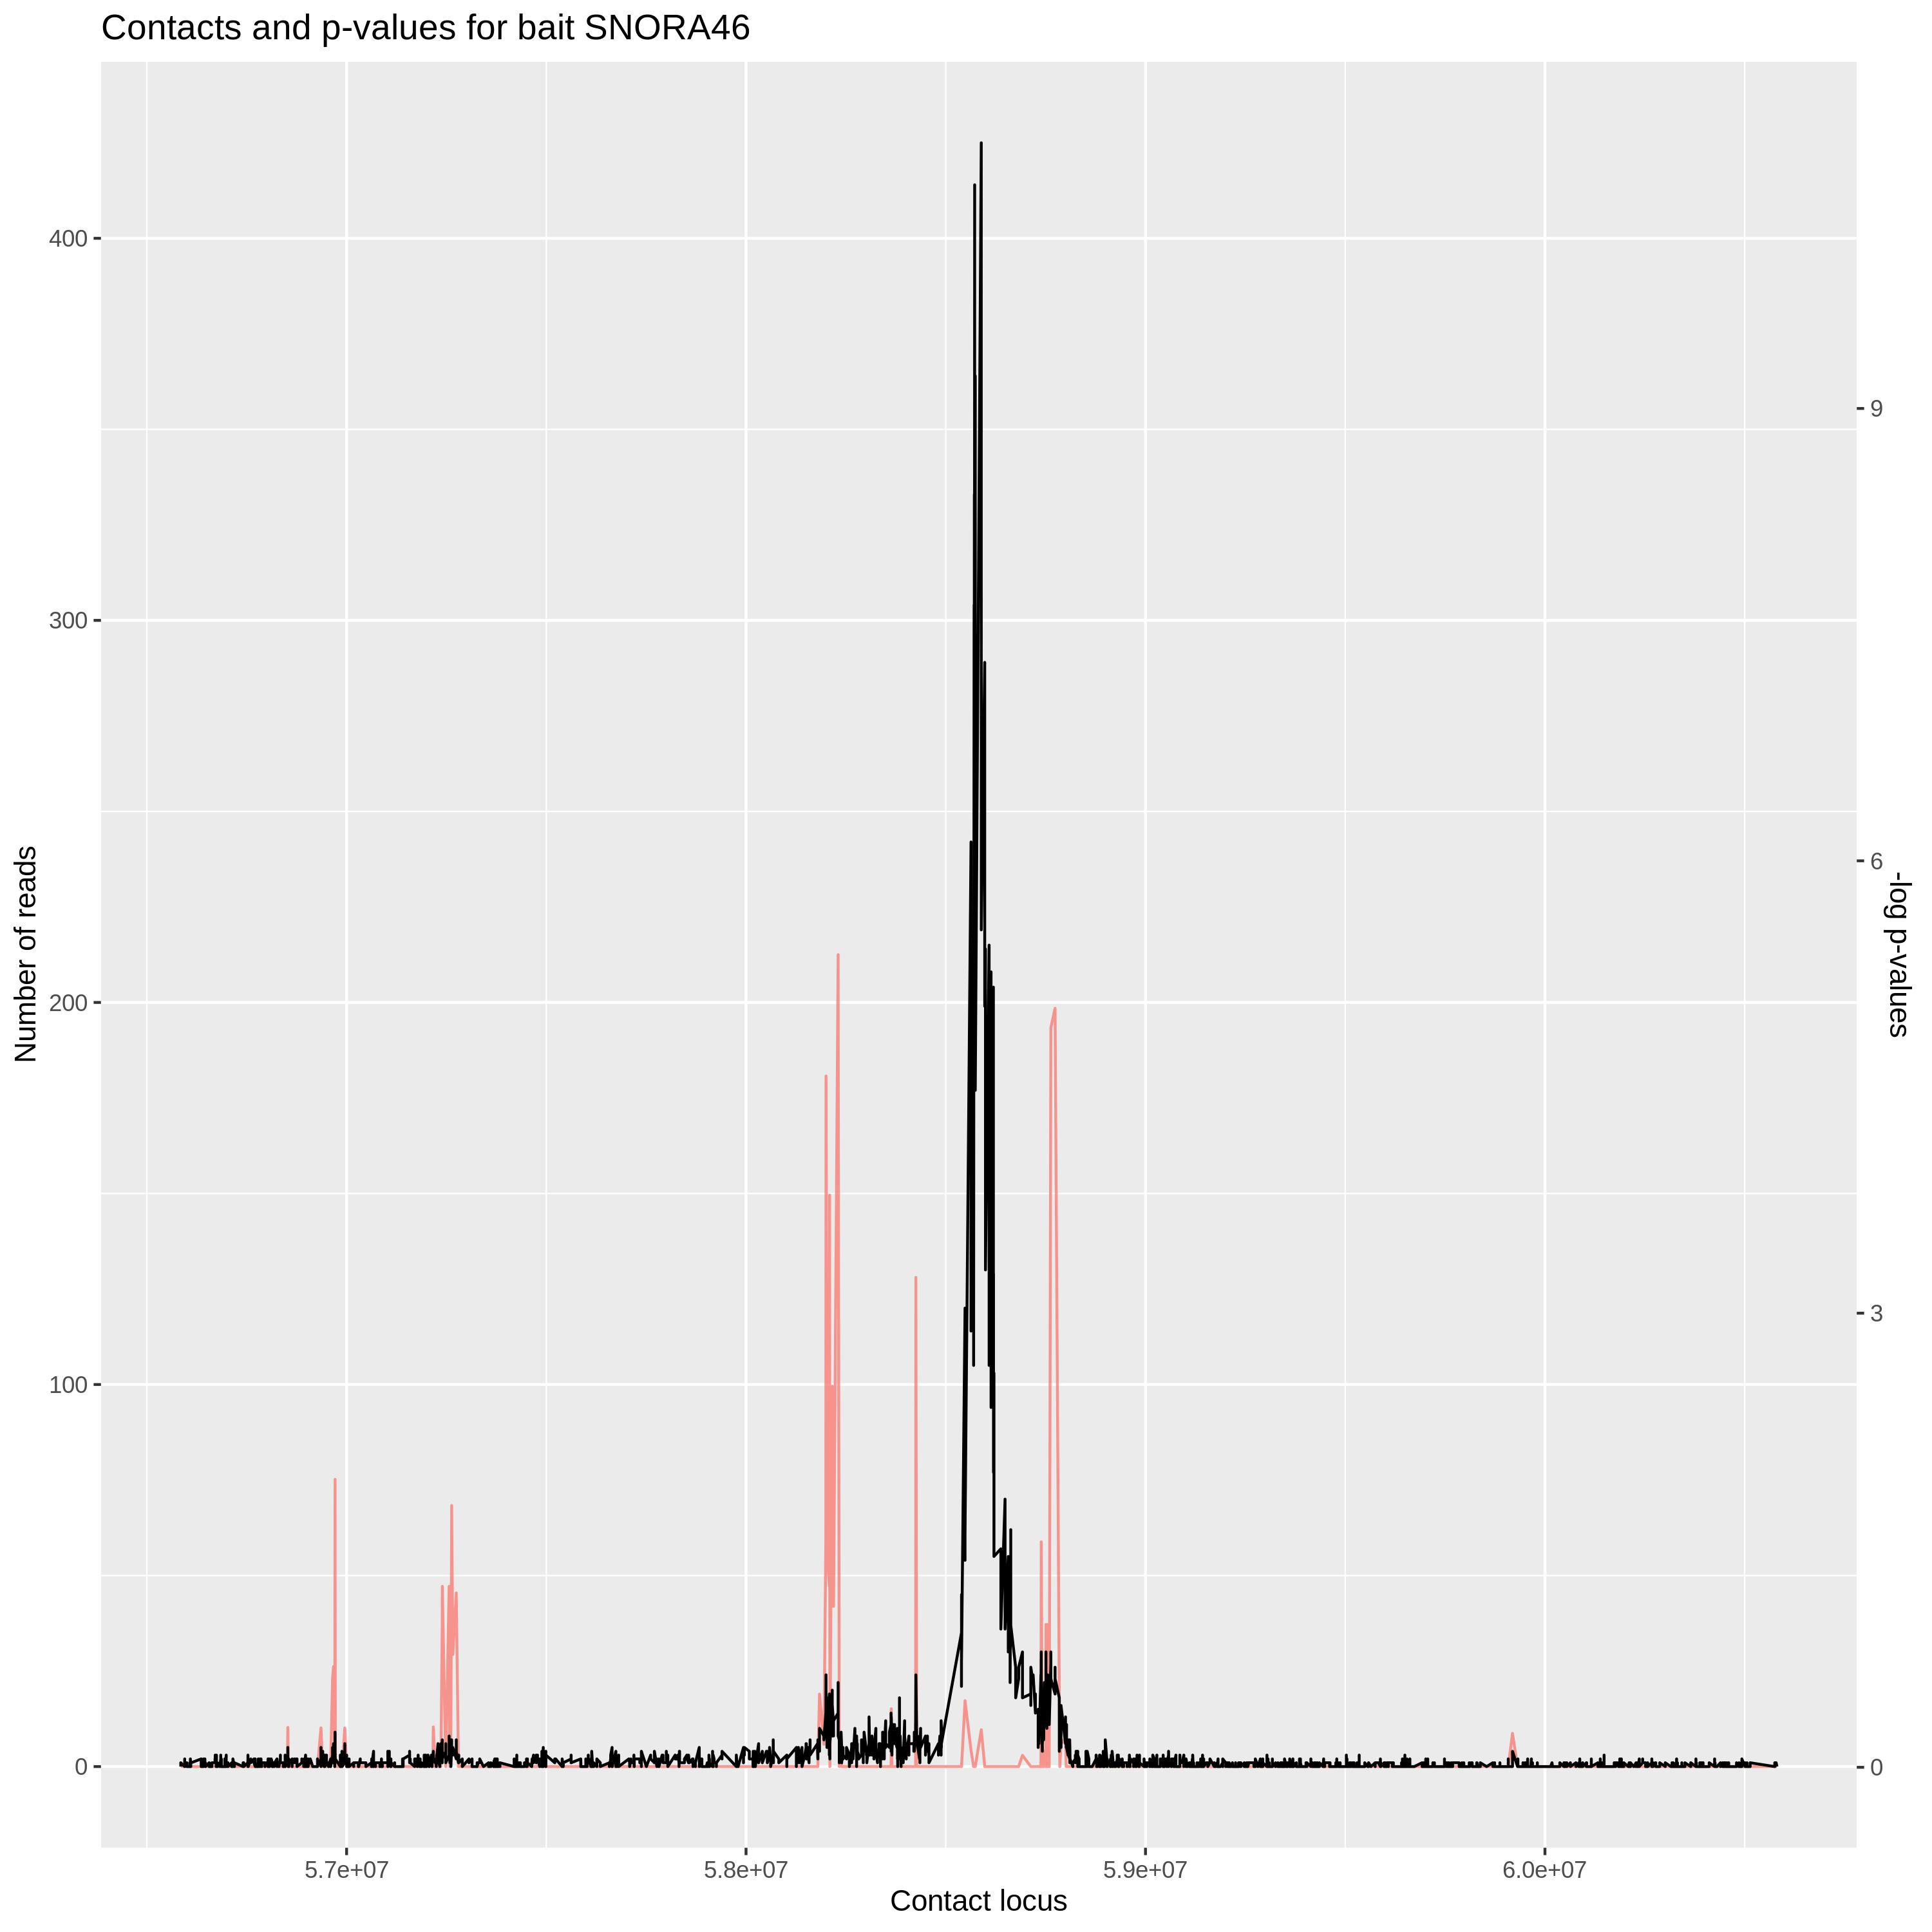 Contacts and p-values for bait SNORA46
400
300
200
100
0
Number of reads
9
6
3
0
-log p-values
5.7e+07 5.8e+07 5.9e+07 6.0e+07
Contact locus